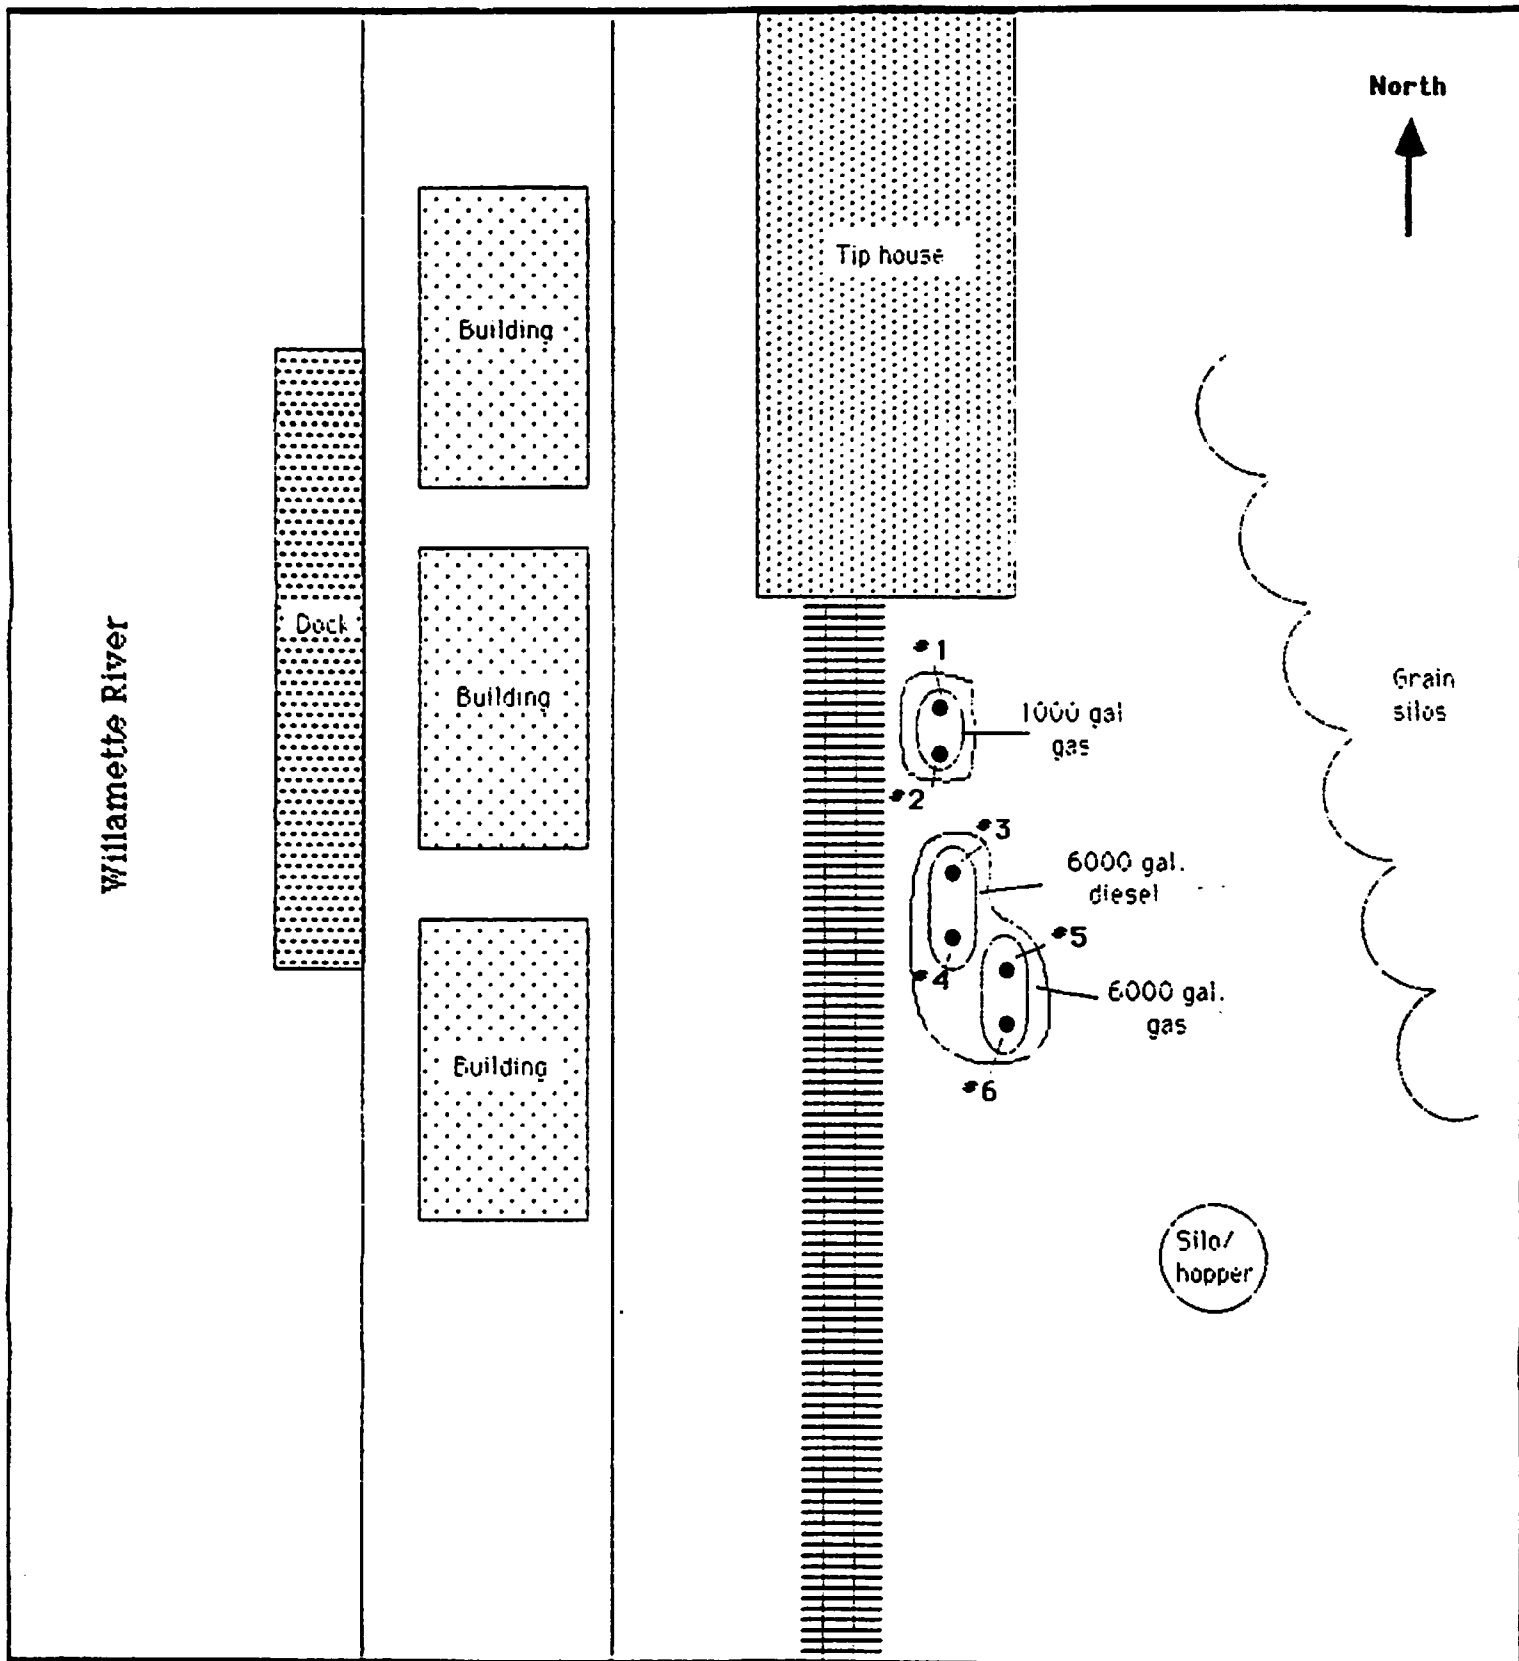 North
Tip house
Building
Dock
Willamette River
Building
#1
1000 gal
gas
#2
Grain
silos
#3
6000 gal.
diesel
#5
#4
6000 gal.
gas
#6
Building
Silo/
hopper